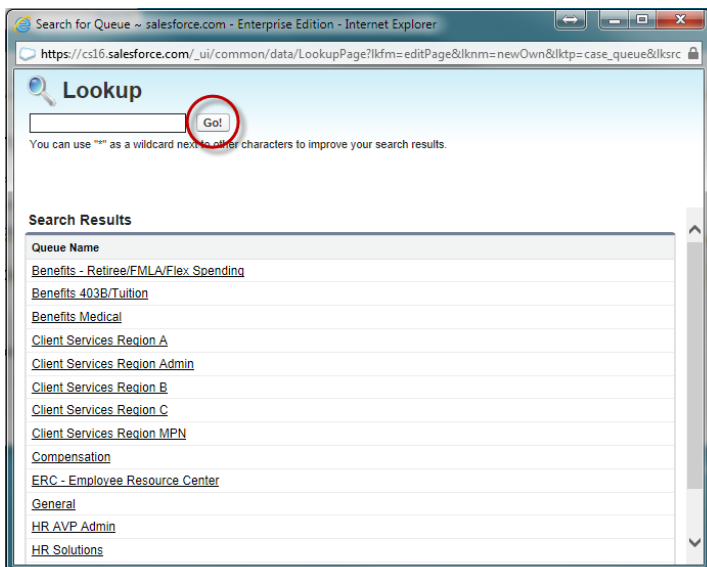 Search for Queue ~ salesforce.com - Enterprise Edition - Internet Explorer
https://cs16.salesforce.com/_ui/common/data/LookupPage?lkfm=editPage&lknm=newOwn&lktp=case_queue&lksrc
Lookup
Go!
You can use "*" as a wildcard next to other characters to improve your search results.
Search Results
Queue Name
Benefits - Retiree/FMLA/Flex Spending
Benefits 403B/Tuition
Benefits Medical
Client Services Region A
Client Services Region Admin
Client Services Region B
Client Services Region C
Client Services Region MPN
Compensation
ERC - Employee Resource Center
General
HR AVP Admin
HR Solutions